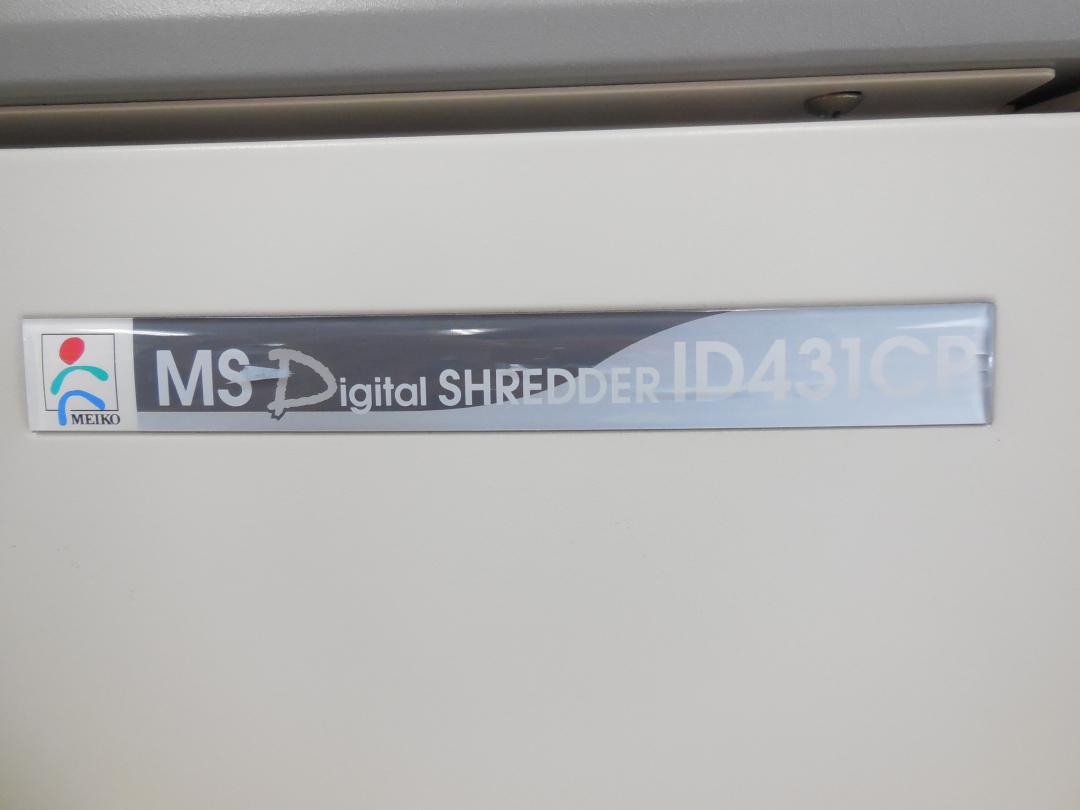 MEIKO
MS Digital SHREDDER ID431CP